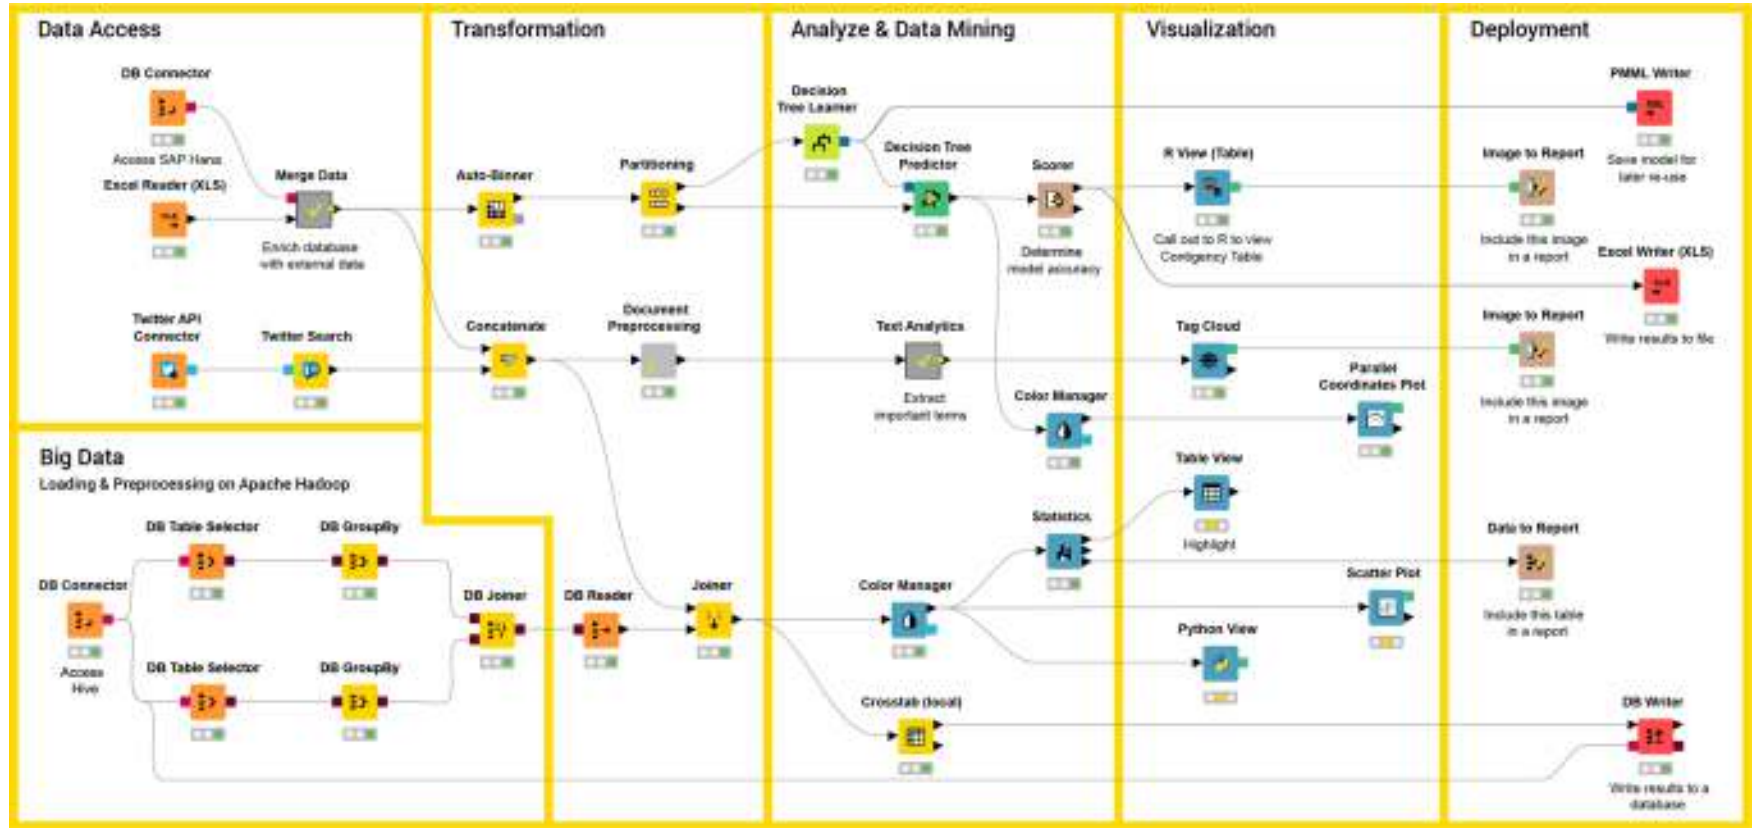 Data Access
DB Connector
Access SAP Hana
Excel Reader (XLS)
Merge Data
Enrich database
with external data
Twitter API
Connector
Twitter Search
Big Data
Loading & Preprocessing on Apache Hadoop
DB Connector
Access
Hive
DB Table Selector
DB GroupBy
DB Table Selector
DB GroupBy
DB Joiner
Transformation
Auto-Binner
Partitioning
Concatenate
Document
Preprocessing
DB Reader
Joiner
Analyze & Data Mining
Decision
Tree Learner
Decision Tree
Predictor
Scorer
Determine
model accuracy
Text Analytics
Extract
important terms
Color Manager
Statistics
Color Manager
Crosstab (local)
Visualization
R View (Table)
Call out to R to view
Contigency Table
Tag Cloud
Parallel
Coordinates Plot
Table View
Highlight
Scatter Plot
Python View
Deployment
PMML Writer
Save model for
later re-use
Image to Report
Include this image
in a report
Excel Writer (XLS)
Write results to file
Image to Report
Include this image
in a report
Data to Report
Include this table
in a report
DB Writer
Write results to a
database